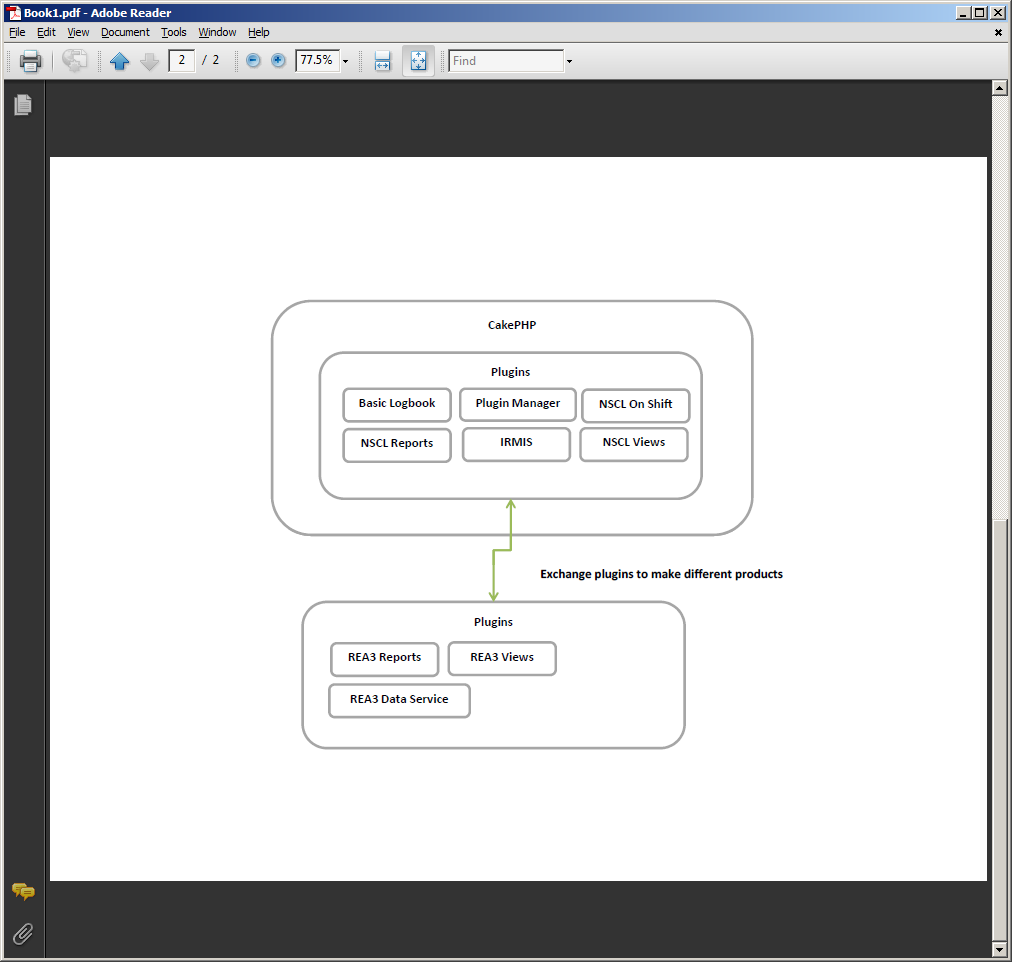 Book1.pdf - Adobe Reader
File Edit View Document Tools Window Help
2 / 2 77.5% Find
CakePHP
Plugins
Basic Logbook Plugin Manager NSCL On Shift
NSCL Reports IRMIS NSCL Views
Exchange plugins to make different products
Plugins
REA3 Reports REA3 Views
REA3 Data Service